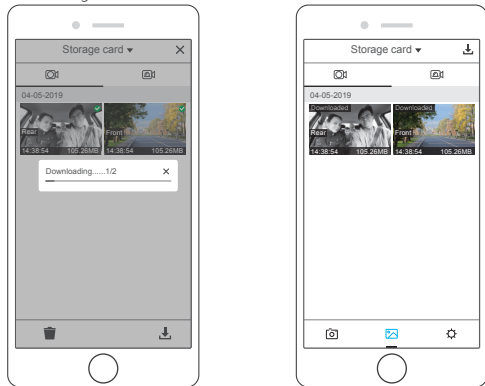 Storage card ▾ ×
04-05-2019
Rear Front
14:38:54 105.26MB 14:38:54 105.26MB
Downloading......1/2 ×
Storage card ▾
04-05-2019
Downloaded Downloaded
Rear Front
14:38:54 105.26MB 14:38:54 105.26MB